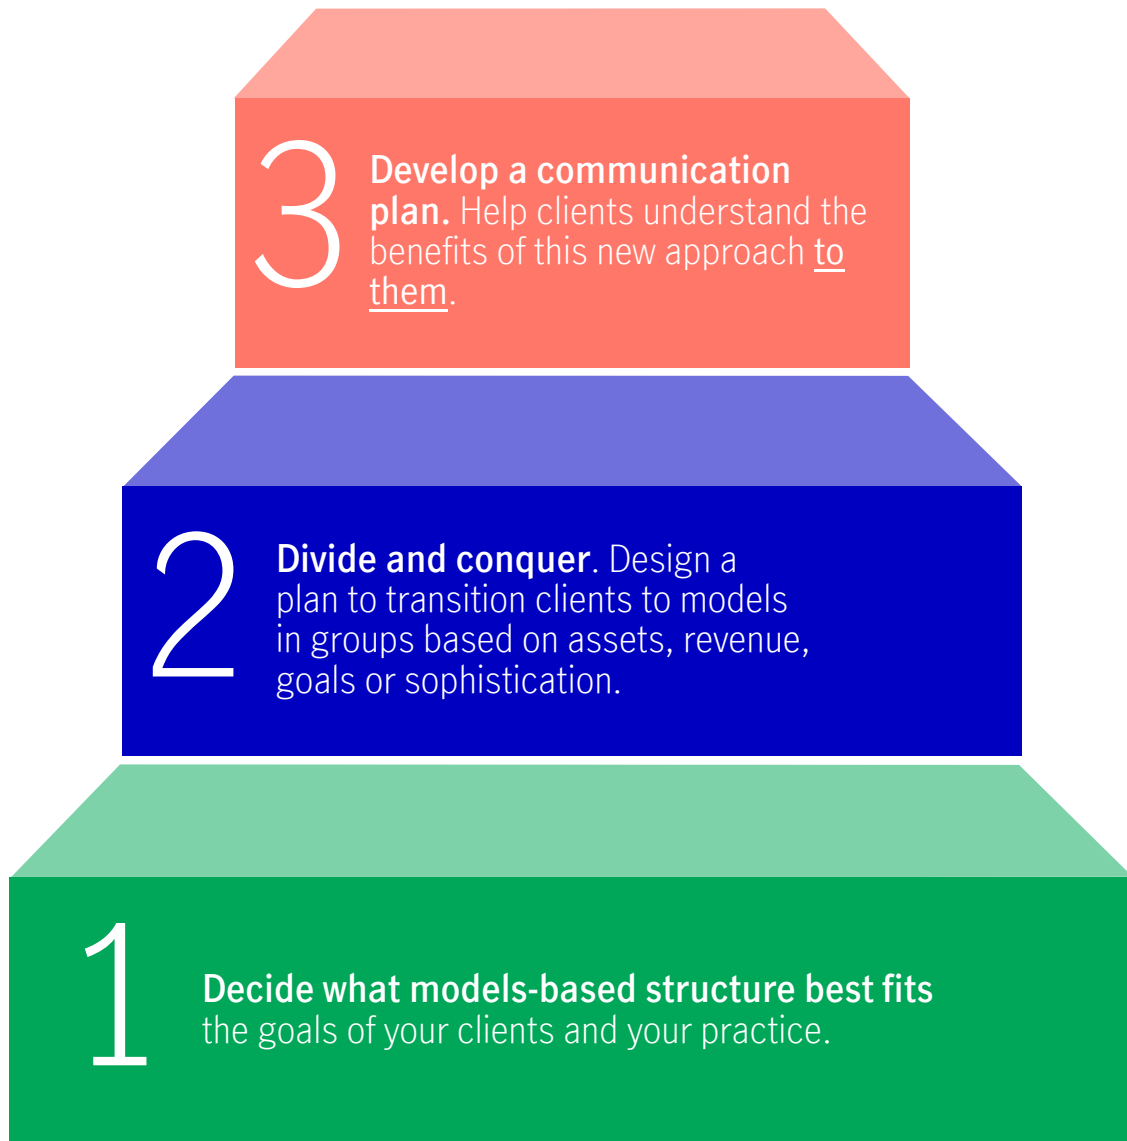 3
Develop a communication
plan. Help clients understand the
benefits of this new approach to
them.
2
Divide and conquer. Design a
plan to transition clients to models
in groups based on assets, revenue,
goals or sophistication.
1
Decide what models-based structure best fits
the goals of your clients and your practice.